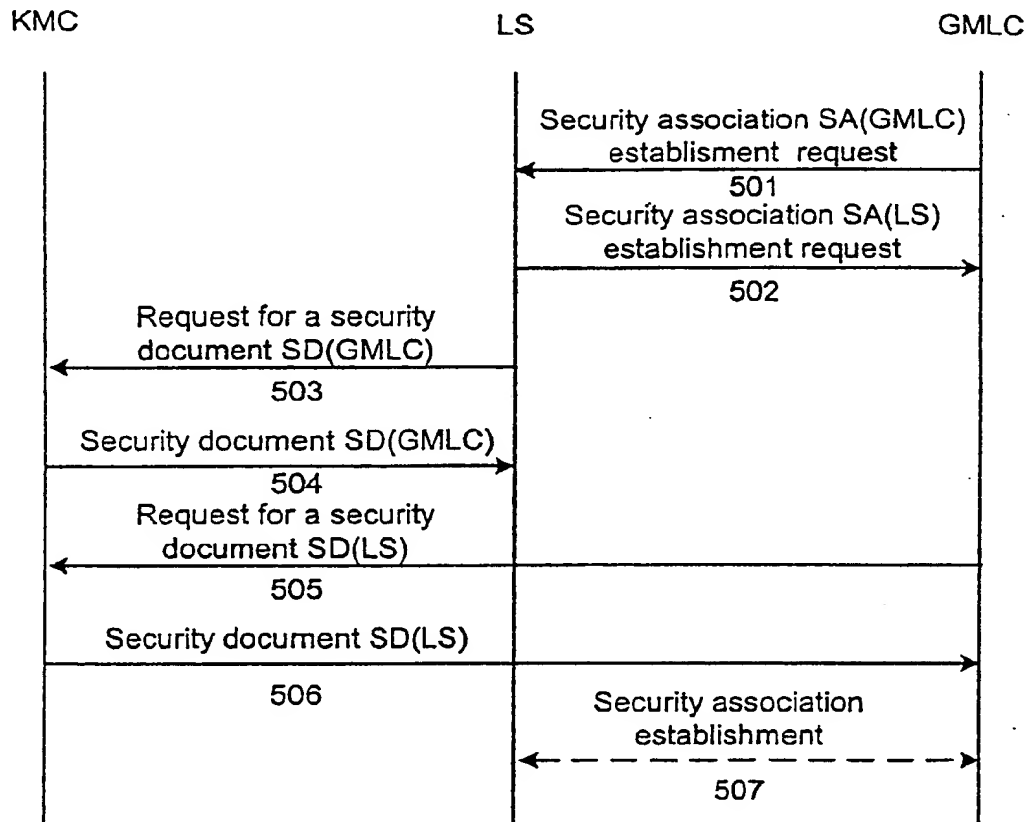 KMC LS GMLC
Security association SA(GMLC)
establisment request
501
Security association SA(LS)
establishment request
502
Request for a security
document SD(GMLC)
503
Security document SD(GMLC)
504
Request for a security
document SD(LS)
505
Security document SD(LS)
506
Security association
establishment
507